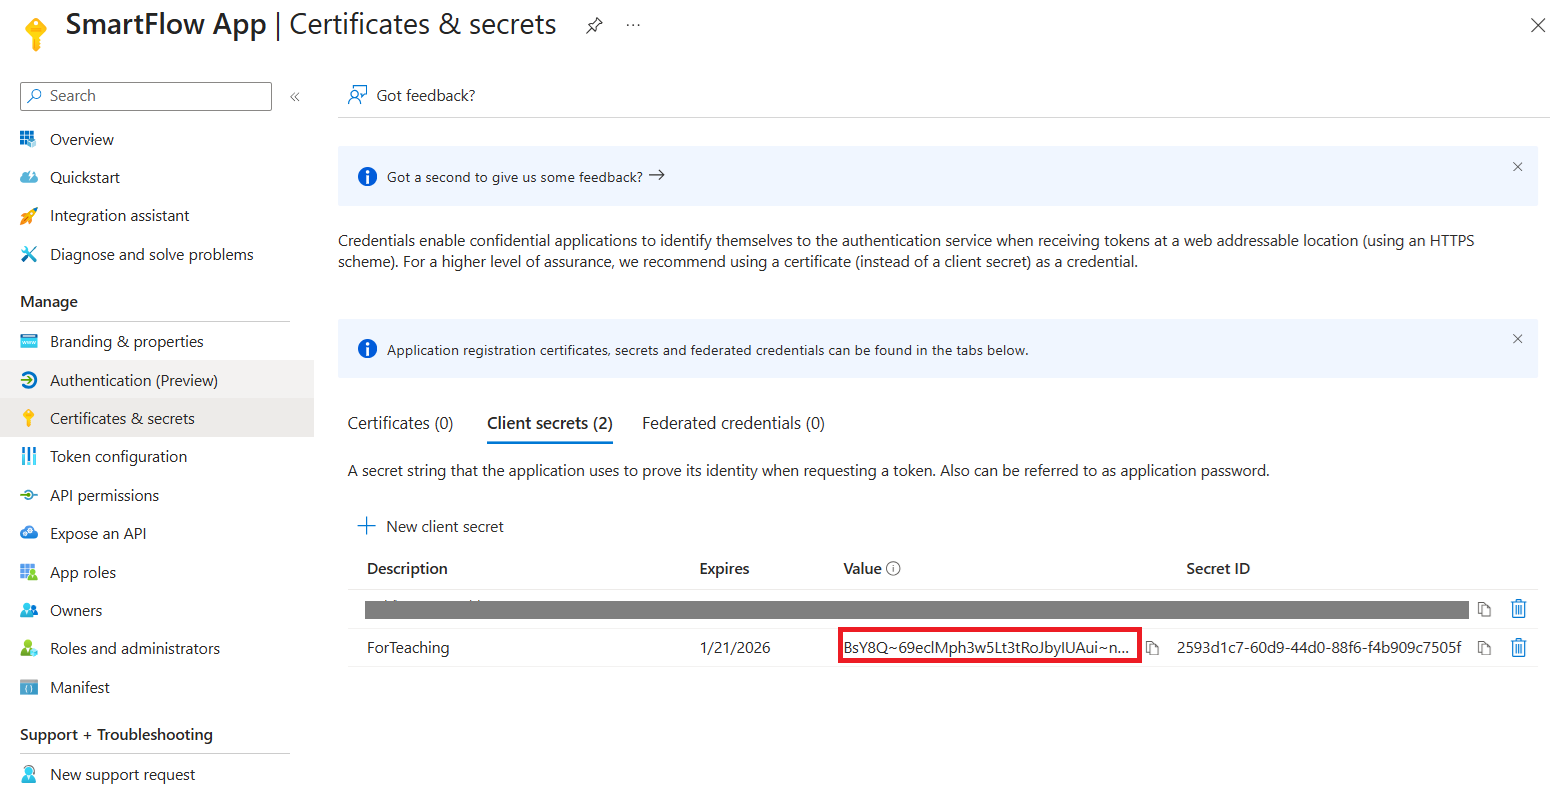 SmartFlow App | Certificates & secrets
Search
Overview
Quickstart
Integration assistant
Diagnose and solve problems
Manage
Branding & properties
Authentication (Preview)
Certificates & secrets
Token configuration
API permissions
Expose an API
App roles
Owners
Roles and administrators
Manifest
Support + Troubleshooting
New support request
Got feedback?
Got a second to give us some feedback?
Credentials enable confidential applications to identify themselves to the authentication service when receiving tokens at a web addressable location (using an HTTPS
scheme). For a higher level of assurance, we recommend using a certificate (instead of a client secret) as a credential.
Application registration certificates, secrets and federated credentials can be found in the tabs below.
Certificates (0) Client secrets (2) Federated credentials (0)
A secret string that the application uses to prove its identity when requesting a token. Also can be referred to as application password.
New client secret
Description Expires Value Secret ID
ForTeaching 1/21/2026 BsY8Q~69eclMph3w5Lt3tRoJbyIUAui~n... 2593d1c7-60d9-44d0-88f6-f4b909c7505f